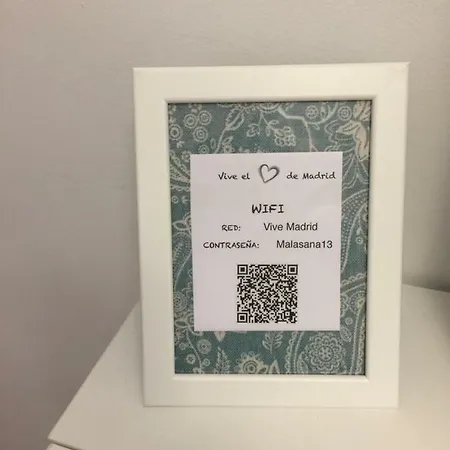 Vive el de Madrid
WIFI
RED: Vive Madrid
CONTRASEÑA: Malasana13